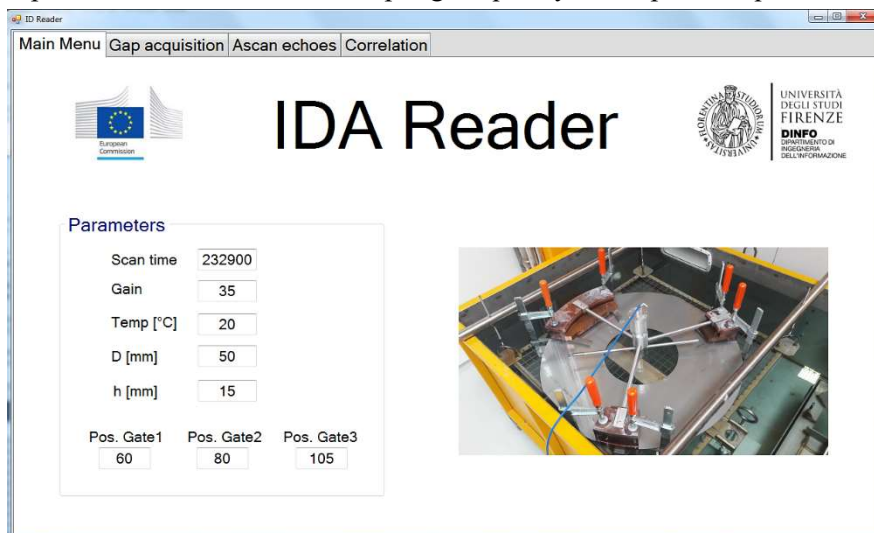 ID Reader
Main Menu Gap acquisition Ascan echoes Correlation
European
Commission
IDA Reader
UNIVERSITÀ
DEGLI STUDI
FIRENZE
DINFO
DIPARTIMENTO DI
INGEGNERIA
DELL'INFORMAZIONE
Parameters
Scan time 232900
Gain 35
Temp [°C] 20
D [mm] 50
h [mm] 15
Pos. Gate1 Pos. Gate2 Pos. Gate3
60 80 105